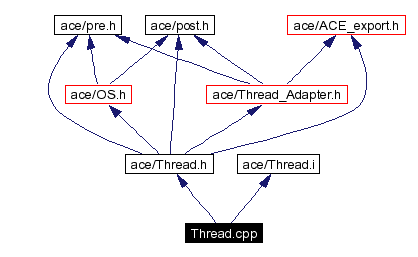 ace/pre.h
ace/post.h
ace/ACE_export.h
ace/OS.h
ace/Thread_Adapter.h
ace/Thread.h
ace/Thread.i
Thread.cpp